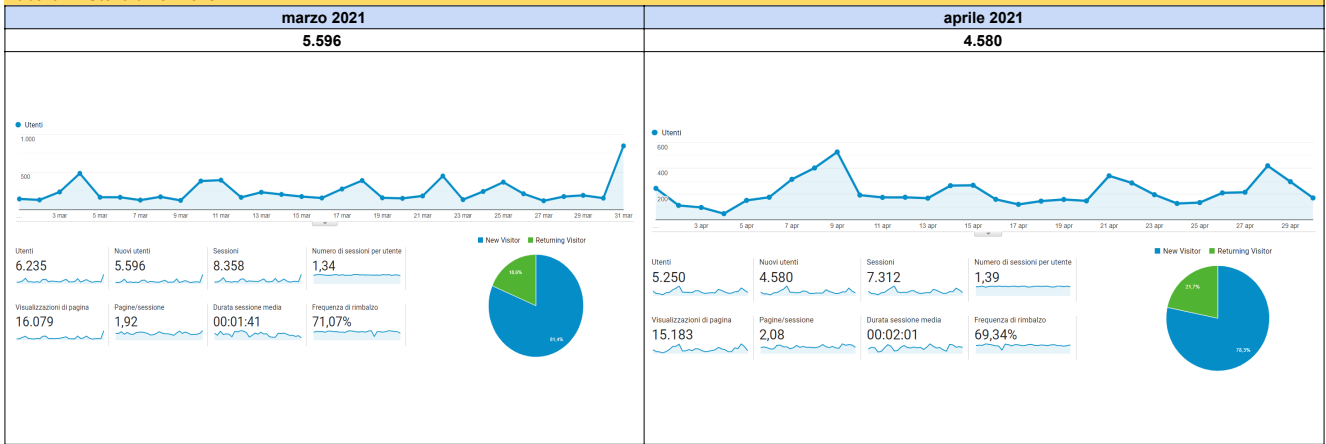 marzo 2021
aprile 2021
5.596
4.580
Utenti
1.000
500
3 mar 5 mar 7 mar 9 mar 11 mar 13 mar 15 mar 17 mar 19 mar 21 mar 23 mar 25 mar 27 mar 29 mar 31 mar
New Visitor Returning Visitor
Utenti Nuovi utenti Sessioni Numero di sessioni per utente
6.235 5.596 8.358 1,34
Visualizzazioni di pagina Pagine/sessione Durata sessione media Frequenza di rimbalzo
16.079 1,92 00:01:41 71,07%
18,6%
81,4%
Utenti
600
400
200
... 3 apr 5 apr 7 apr 9 apr 11 apr 13 apr 15 apr 17 apr 19 apr 21 apr 23 apr 25 apr 27 apr 29 apr
New Visitor Returning Visitor
Utenti Nuovi utenti Sessioni Numero di sessioni per utente
5.250 4.580 7.312 1,39
Visualizzazioni di pagina Pagine/sessione Durata sessione media Frequenza di rimbalzo
15.183 2,08 00:02:01 69,34%
21,7%
78,3%